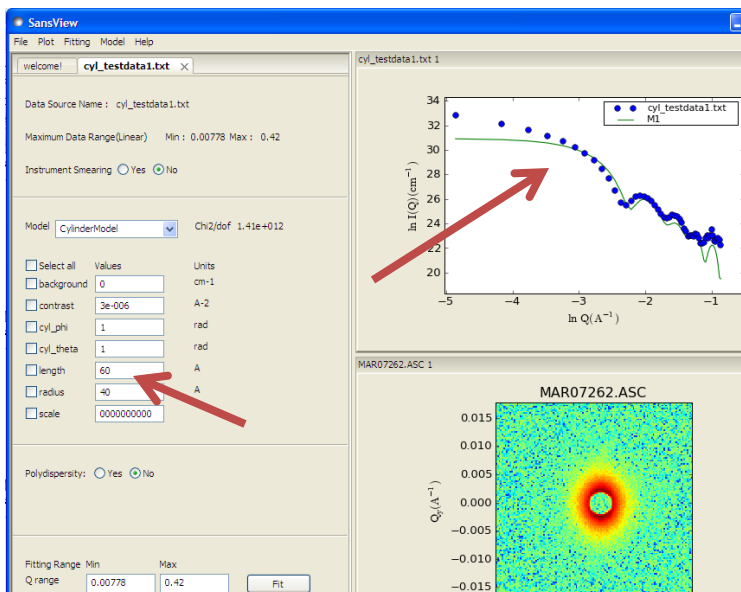 SansView
File Plot Fitting Model Help
welcome! cyl_testdata1.txt
Data Source Name : cyl_testdata1.txt
Maximum Data Range(Linear) Min : 0.00778 Max : 0.42
Instrument Smearing Yes No
Model CylinderModel Chi2/dof 1.41e+012
Select all Values Units
background 0 cm-1
contrast 3e-006 A-2
cyl_phi 1 rad
cyl_theta 1 rad
length 60 A
radius 40 A
scale 0000000000
Polydispersity: Yes No
Fitting Range Min Max
Q range 0.00778 0.42 Fit
cyl_testdata1.txt 1
cyl_testdata1.txt
M1
34
32
30
28
26
24
22
20
ln I(Q)(cm⁻¹)
−5 −4 −3 −2 −1
ln Q(A⁻¹)
MAR07262.ASC 1
MAR07262.ASC
0.015
0.010
0.005
0.000
−0.005
−0.010
−0.015
Qy(A⁻¹)